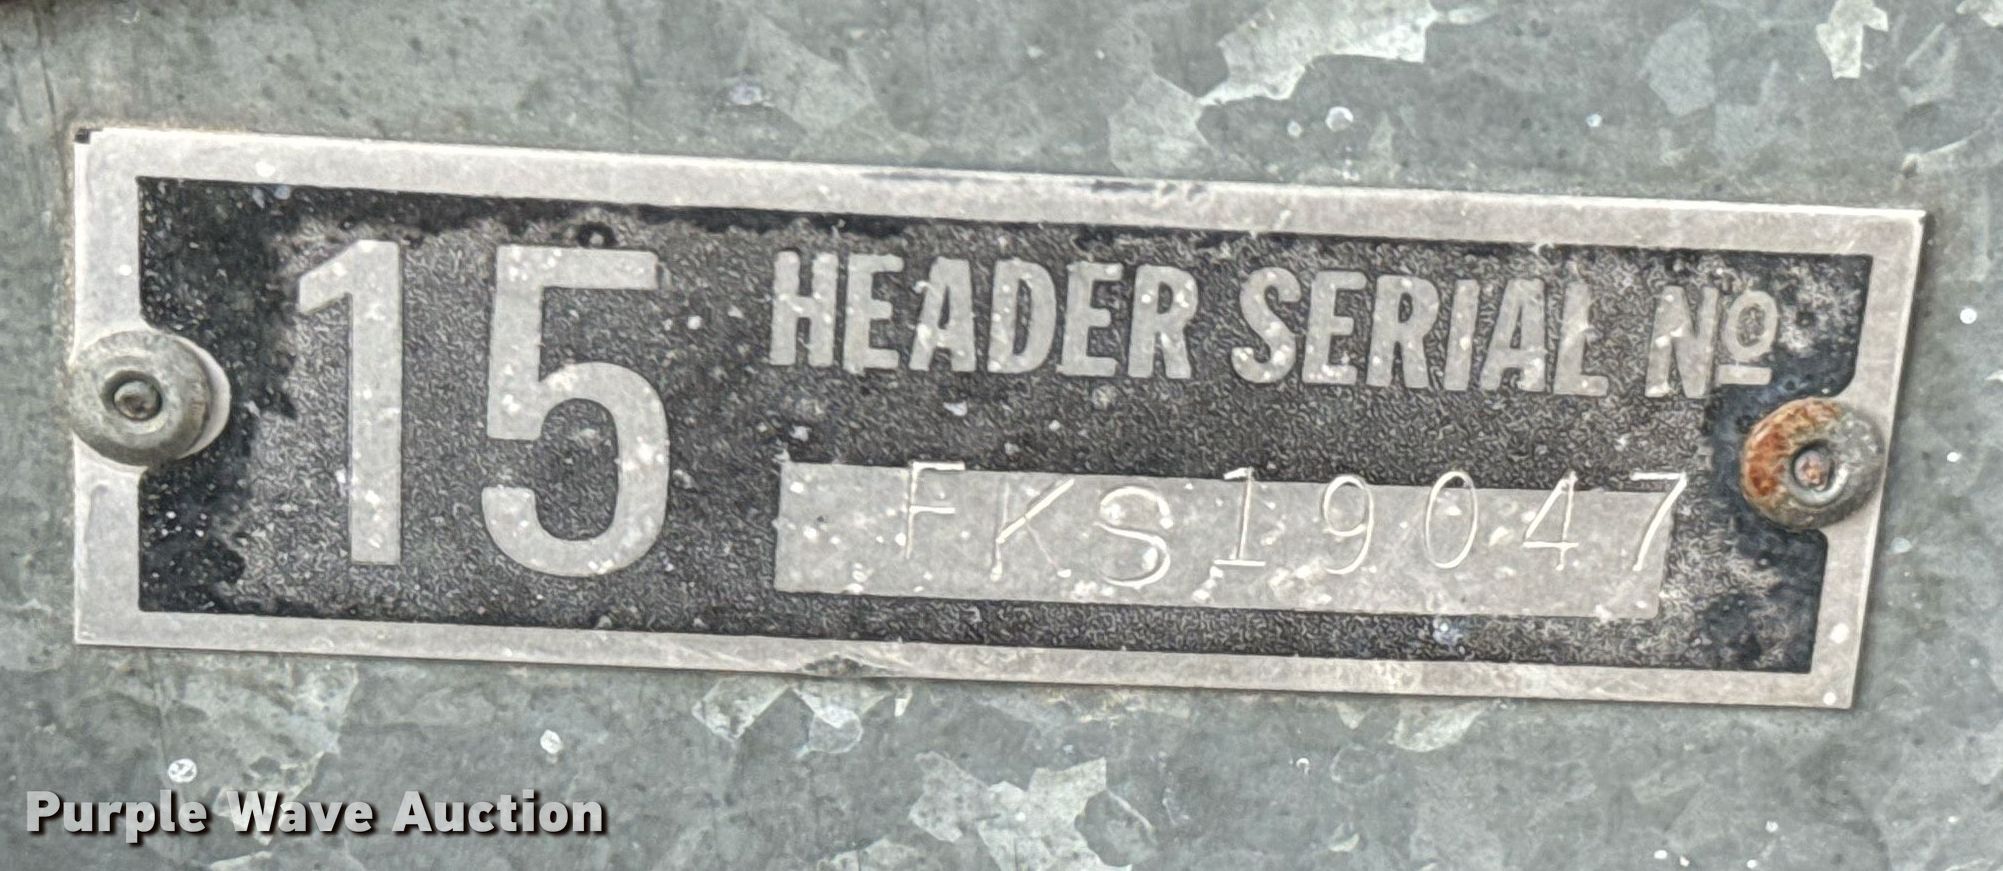 15
HEADER SERIAL Nº
FKS19047
Purple Wave Auction